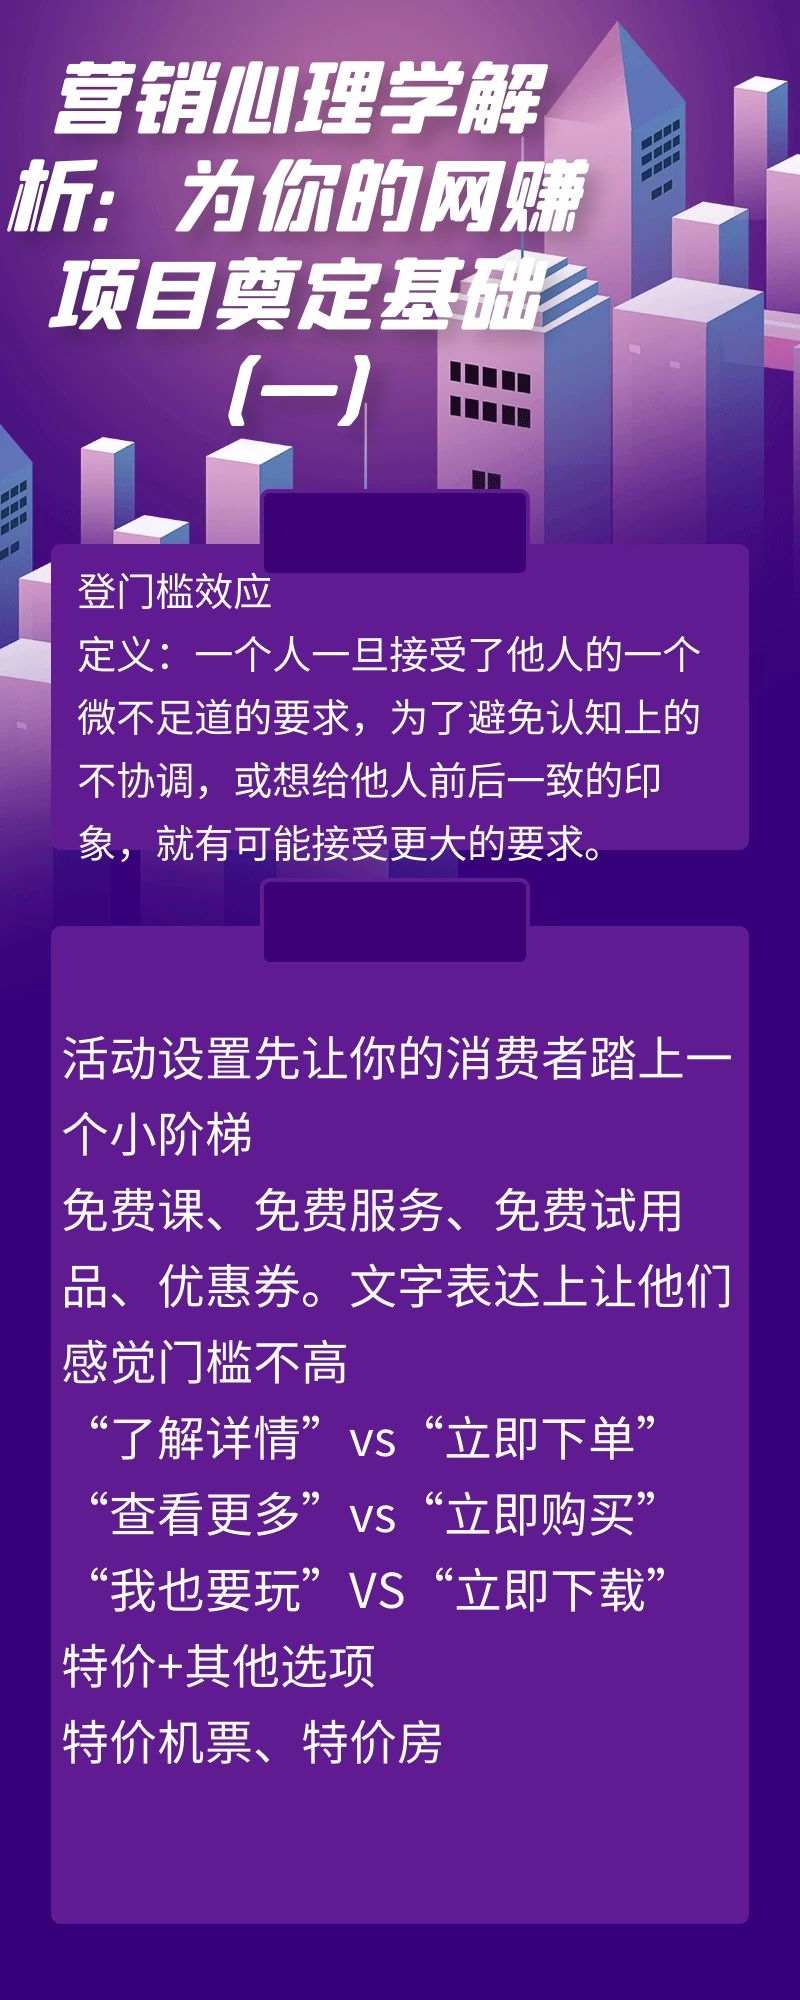 营销心理学解
析：为你的网赚
项目奠定基础
（一）
登门槛效应
定义：一个人一旦接受了他人的一个
微不足道的要求，为了避免认知上的
不协调，或想给他人前后一致的印
象，就有可能接受更大的要求。
活动设置先让你的消费者踏上一
个小阶梯
免费课、免费服务、免费试用
品、优惠券。文字表达上让他们
感觉门槛不高
“了解详情”vs“立即下单”
“查看更多”vs“立即购买”
“我也要玩”VS“立即下载”
特价+其他选项
特价机票、特价房